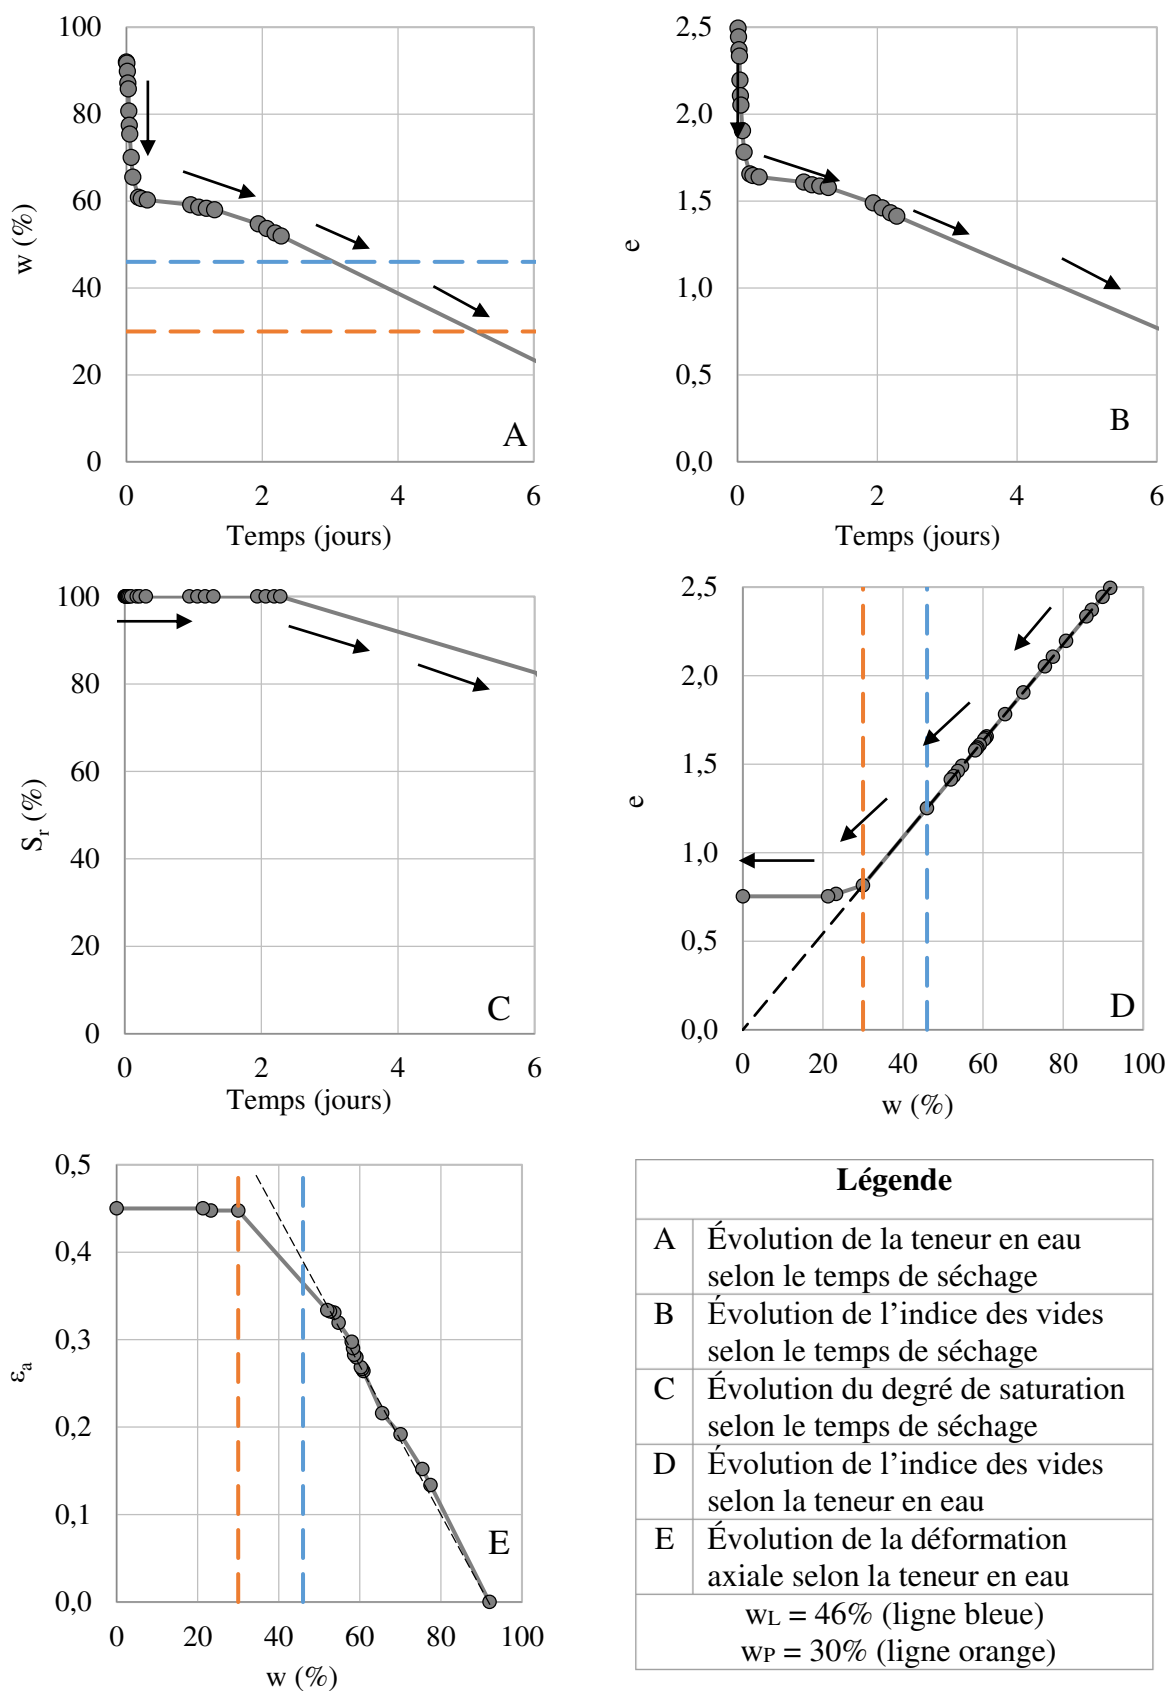 100
80
60
40
20
0
w (%)
0 2 4 6
Temps (jours)
A
2,5
2,0
1,5
1,0
0,5
0,0
e
0 2 4 6
Temps (jours)
B
100
80
60
40
20
0
Sr (%)
0 2 4 6
Temps (jours)
C
2,5
2,0
1,5
1,0
0,5
0,0
e
0 20 40 60 80 100
w (%)
D
0,5
0,4
0,3
0,2
0,1
0,0
εa
0 20 40 60 80 100
w (%)
E
Légende
A Évolution de la teneur en eau
selon le temps de séchage
B Évolution de l’indice des vides
selon le temps de séchage
C Évolution du degré de saturation
selon le temps de séchage
D Évolution de l’indice des vides
selon la teneur en eau
E Évolution de la déformation
axiale selon la teneur en eau
wL = 46% (ligne bleue)
wP = 30% (ligne orange)